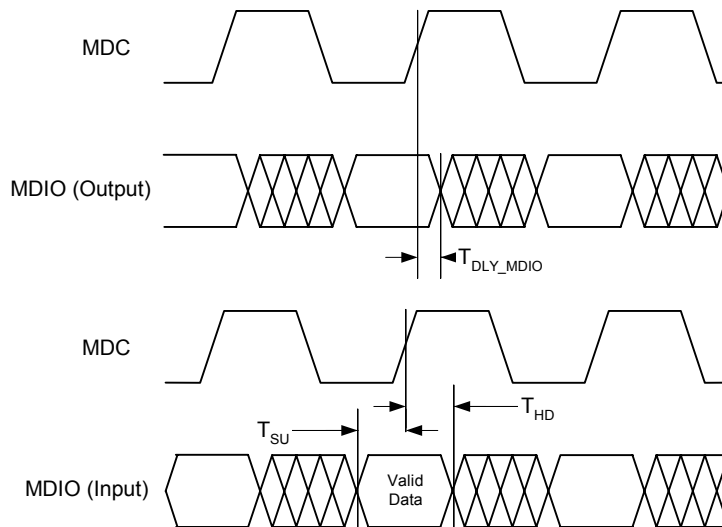 MDC
MDIO (Output)
T_DLY_MDIO
MDC
T_HD
T_SU
MDIO (Input)
Valid
Data